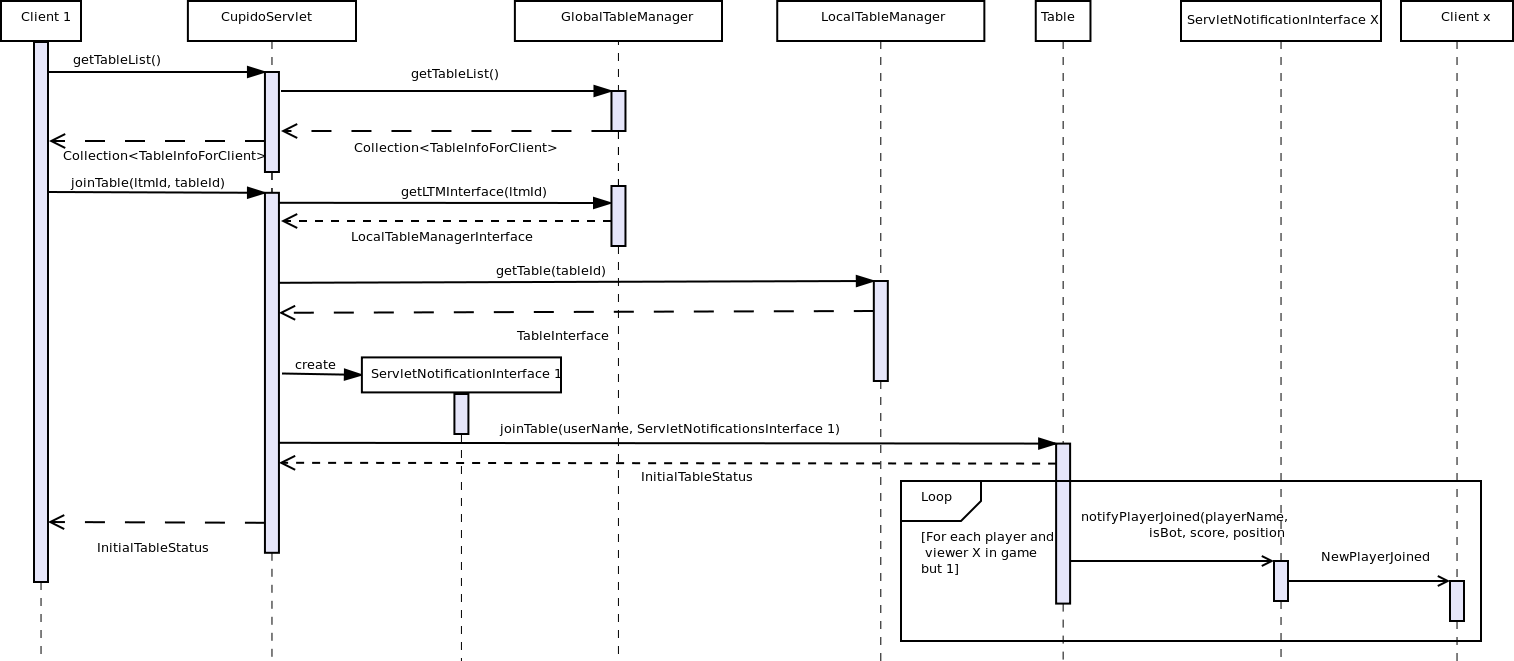 Client 1
CupidoServlet
GlobalTableManager
LocalTableManager
Table
ServletNotificationInterface X
Client x
getTableList()
getTableList()
Collection<TableInfoForClient>
Collection<TableInfoForClient>
joinTable(ltmId, tableId)
getLTMInterface(ltmId)
LocalTableManagerInterface
getTable(tableId)
TableInterface
create
ServletNotificationInterface 1
joinTable(userName, ServletNotificationsInterface 1)
InitialTableStatus
Loop
[For each player and
viewer X in game
but 1]
notifyPlayerJoined(playerName,
isBot, score, position
NewPlayerJoined
InitialTableStatus